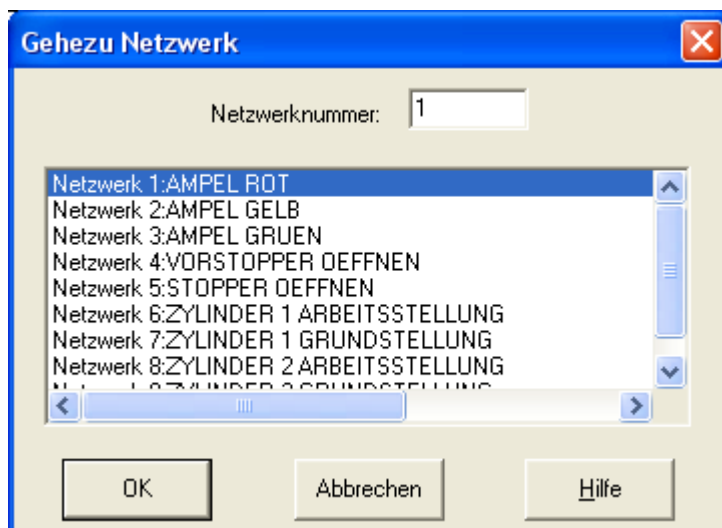 Gehezu Netzwerk
Netzwerknummer: 1
Netzwerk 1:AMPEL ROT
Netzwerk 2:AMPEL GELB
Netzwerk 3:AMPEL GRUEN
Netzwerk 4:VORSTOPPER OEFFNEN
Netzwerk 5:STOPPER OEFFNEN
Netzwerk 6:ZYLINDER 1 ARBEITSSTELLUNG
Netzwerk 7:ZYLINDER 1 GRUNDSTELLUNG
Netzwerk 8:ZYLINDER 2 ARBEITSSTELLUNG
OK Abbrechen Hilfe